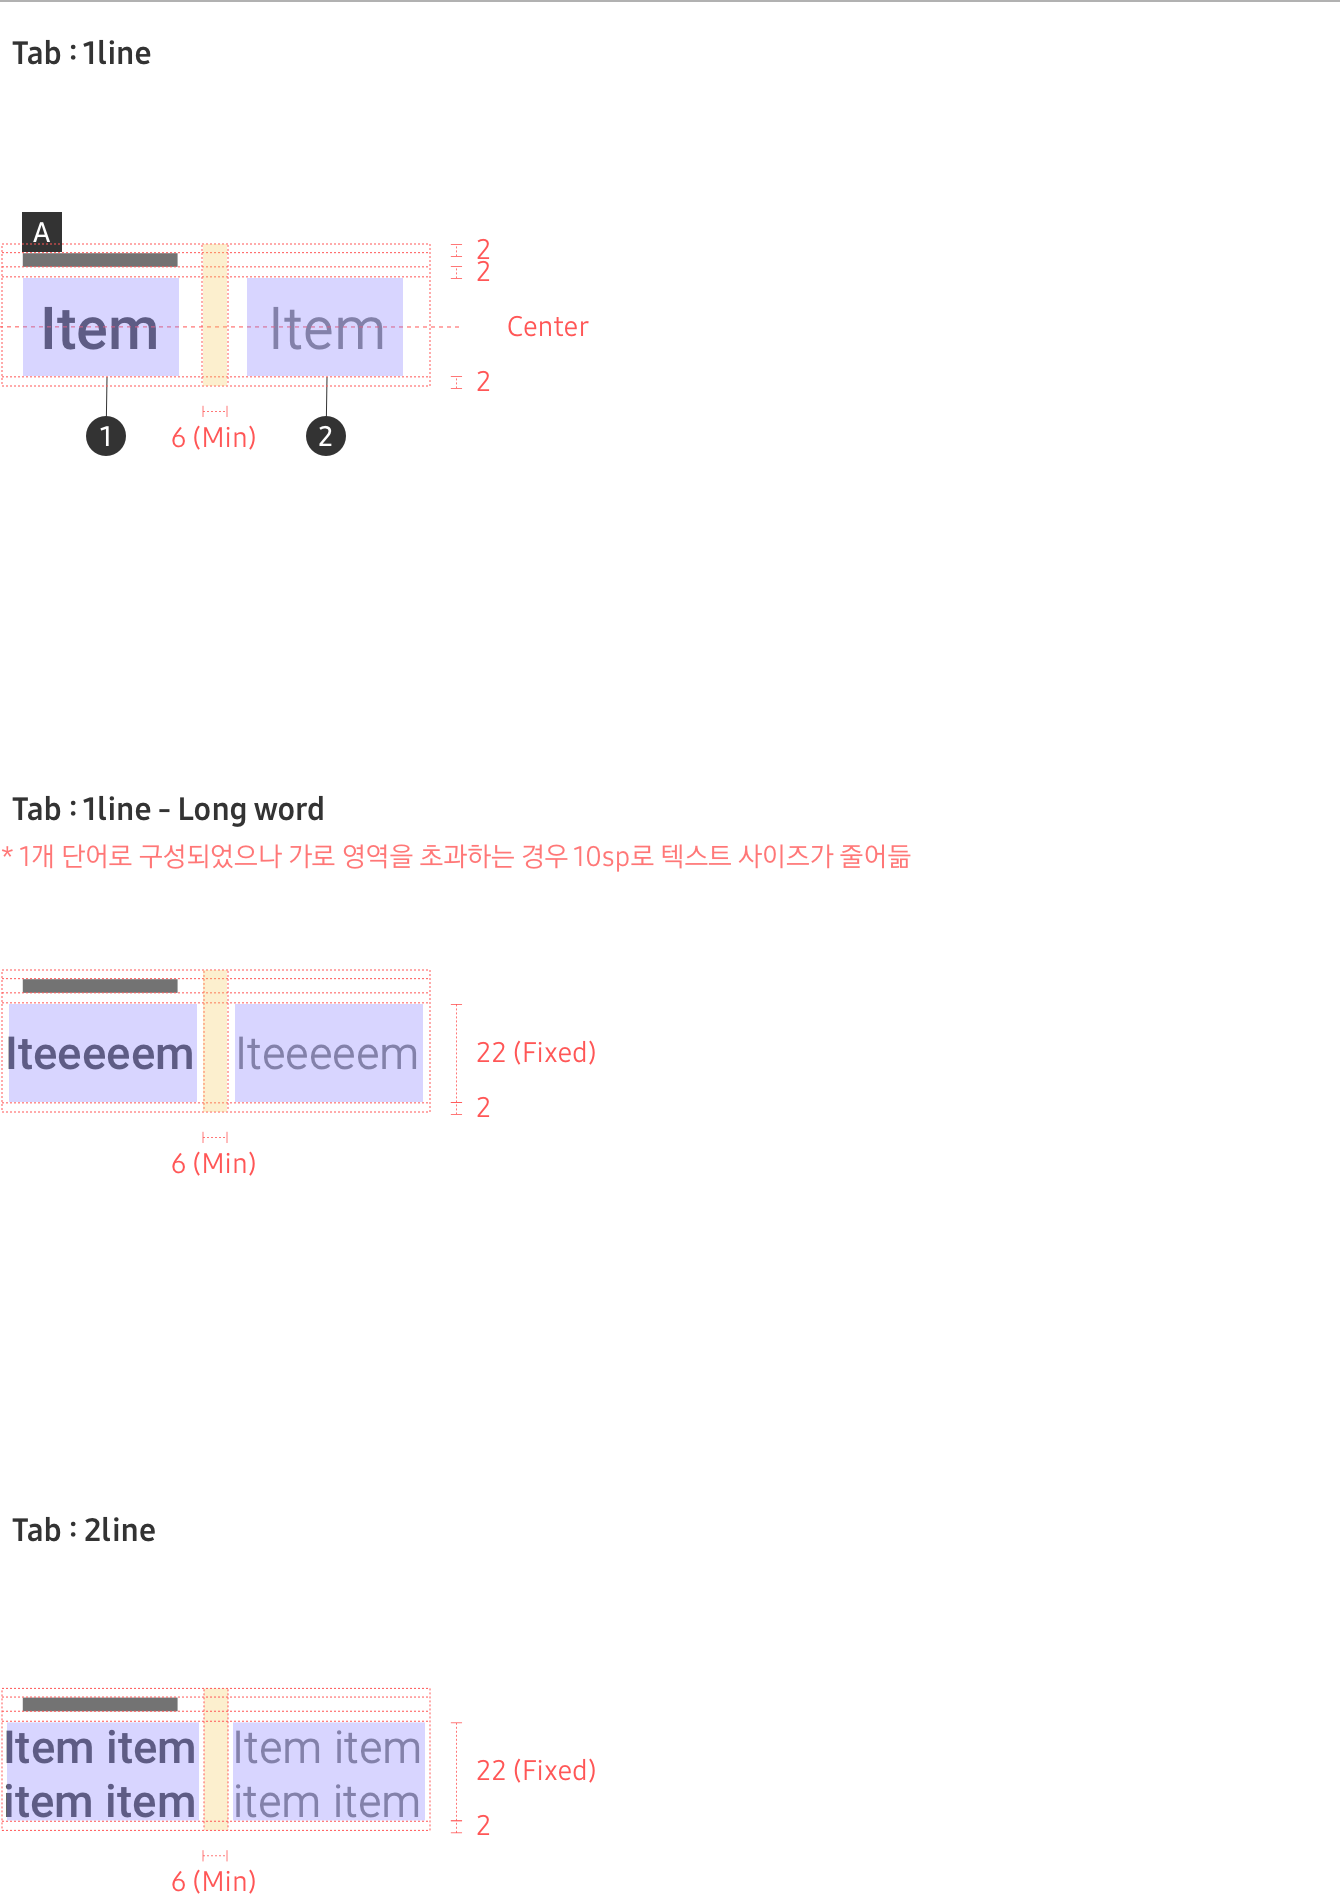 Tab : 1line
A
2
2
Item Item
Center
2
1 6 (Min) 2
Tab : 1line - Long word
* 1개 단어로 구성되었으나 가로 영역을 초과하는 경우 10sp로 텍스트 사이즈가 줄어듦
Iteeeeem Iteeeeem
22 (Fixed)
2
6 (Min)
Tab : 2line
Item item Item item
22 (Fixed)
item item item item
2
6 (Min)